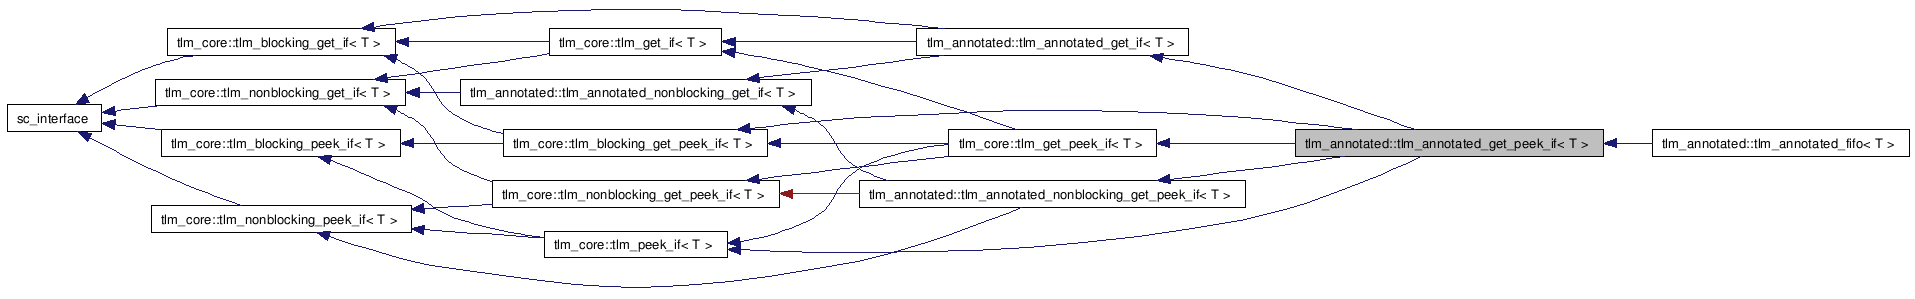 tlm_core::tlm_blocking_get_if< T >
tlm_core::tlm_get_if< T >
tlm_annotated::tlm_annotated_get_if< T >
tlm_core::tlm_nonblocking_get_if< T >
tlm_annotated::tlm_annotated_nonblocking_get_if< T >
sc_interface
tlm_core::tlm_blocking_peek_if< T >
tlm_core::tlm_blocking_get_peek_if< T >
tlm_core::tlm_get_peek_if< T >
tlm_annotated::tlm_annotated_get_peek_if< T >
tlm_annotated::tlm_annotated_fifo< T >
tlm_core::tlm_nonblocking_get_peek_if< T >
tlm_annotated::tlm_annotated_nonblocking_get_peek_if< T >
tlm_core::tlm_nonblocking_peek_if< T >
tlm_core::tlm_peek_if< T >